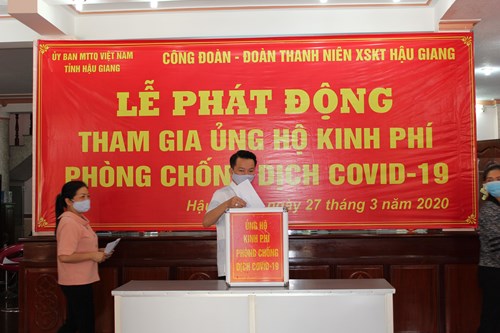 ỦY BAN MTTQ VIỆT NAM
TỈNH HẬU GIANG
CÔNG ĐOÀN - ĐOÀN THANH NIÊN XSKT HẬU GIANG
LỄ PHÁT ĐỘNG
THAM GIA ỦNG HỘ KINH PHÍ
PHÒNG CHỐNG DỊCH COVID-19
Hậu ngày 27 tháng 3 năm 2020
ỦNG HỘ
KINH PHÍ
PHÒNG CHỐNG
DỊCH COVID-19